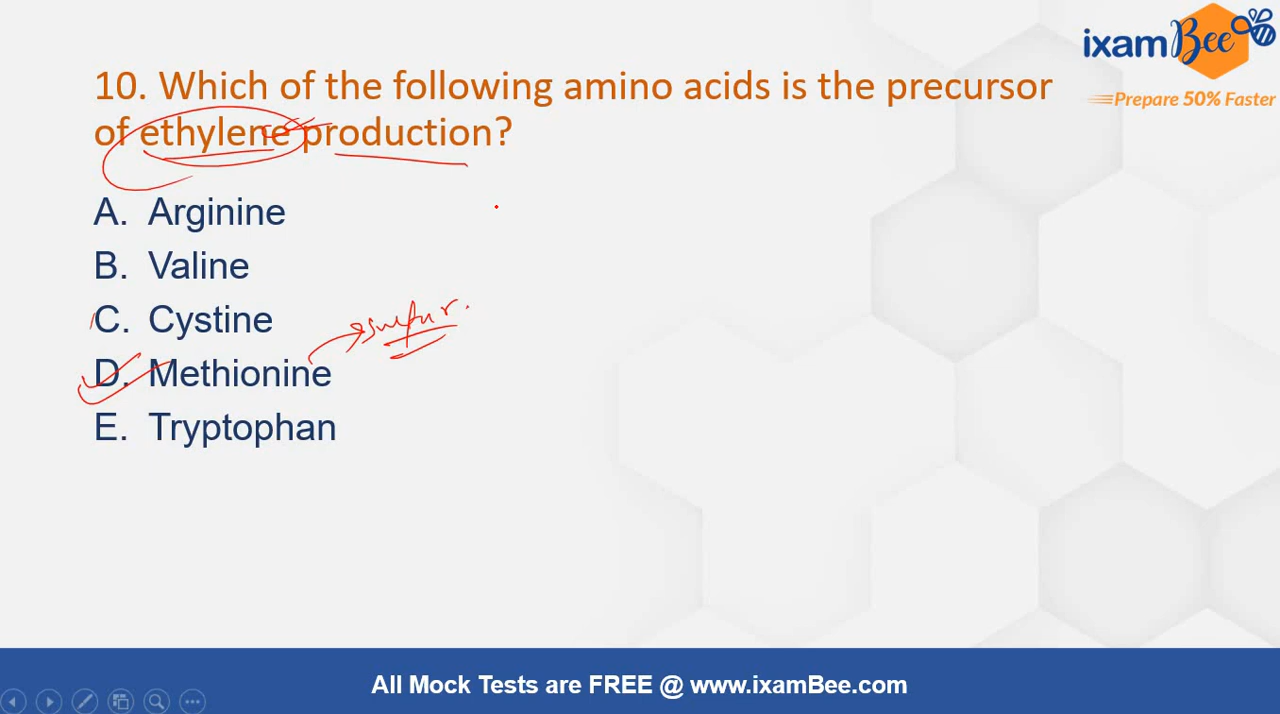 ixamBee
Prepare 50% Faster
10. Which of the following amino acids is the precursor
of ethylene production?
A. Arginine
B. Valine
C. Cystine
sulfur.
D. Methionine
E. Tryptophan
All Mock Tests are FREE @ www.ixamBee.com